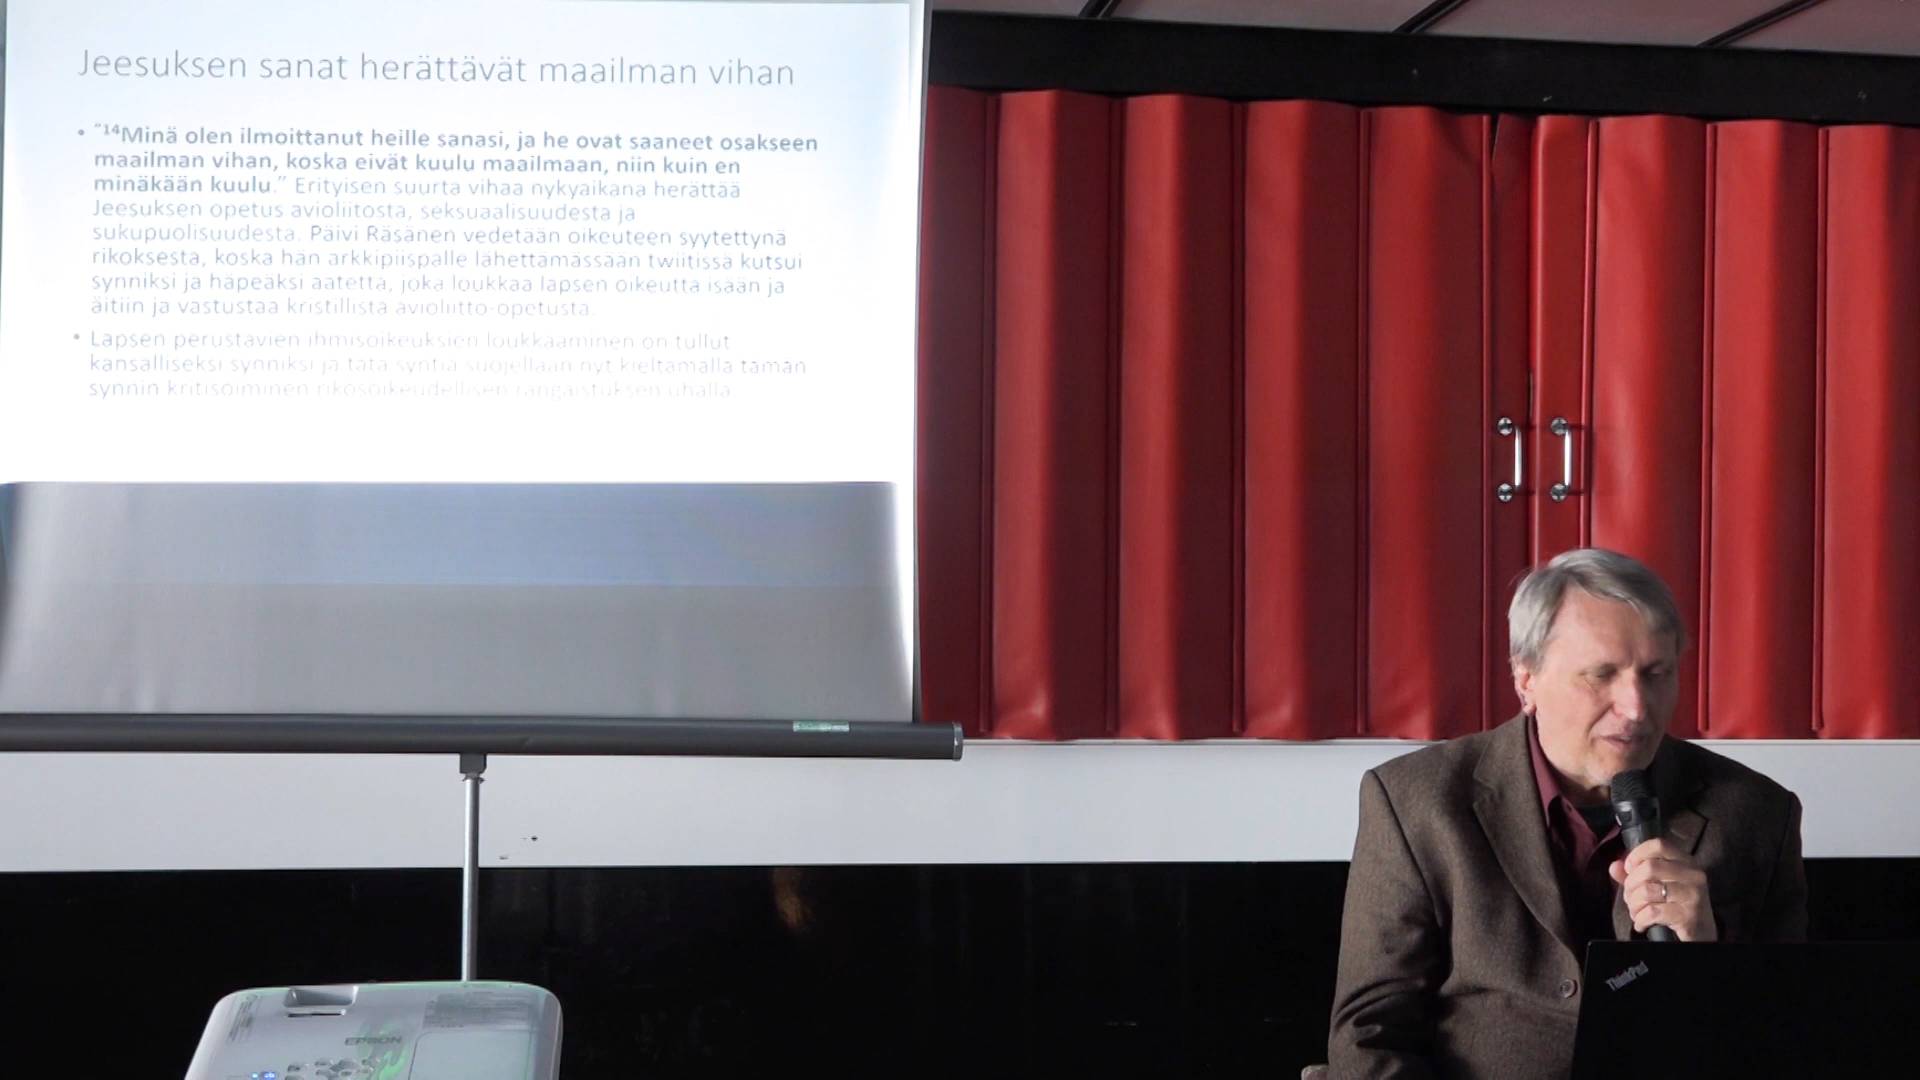 Jeesuksen sanat herättävät maailman vihan
• "14Minä olen ilmoittanut heille sanasi, ja he ovat saaneet osakseen
maailman vihan, koska eivät kuulu maailmaan, niin kuin en
minäkään kuulu." Erityisen suurta vihaa nykyaikana herättää
Jeesuksen opetus avioliitosta, seksuaalisuudesta ja
sukupuolisuudesta. Päivi Räsänen vedetään oikeuteen syytettynä
rikoksesta, koska hän arkkipiispalle lähettämässään twiitissä kutsui
synniksi ja häpeäksi aatetta, joka loukkaa lapsen oikeutta isään ja
äitiin ja vastustaa kristillistä avioliitto-opetusta.
• Lapsen perustavien ihmisoikeuksien loukkaaminen on tullut
kansalliseksi synniksi ja tätä syntiä suojellaan nyt kieltämällä tämän
synnin kritisoiminen rikosoikeudellisen rangaistuksen uhalla
ThinkPad
EPSON